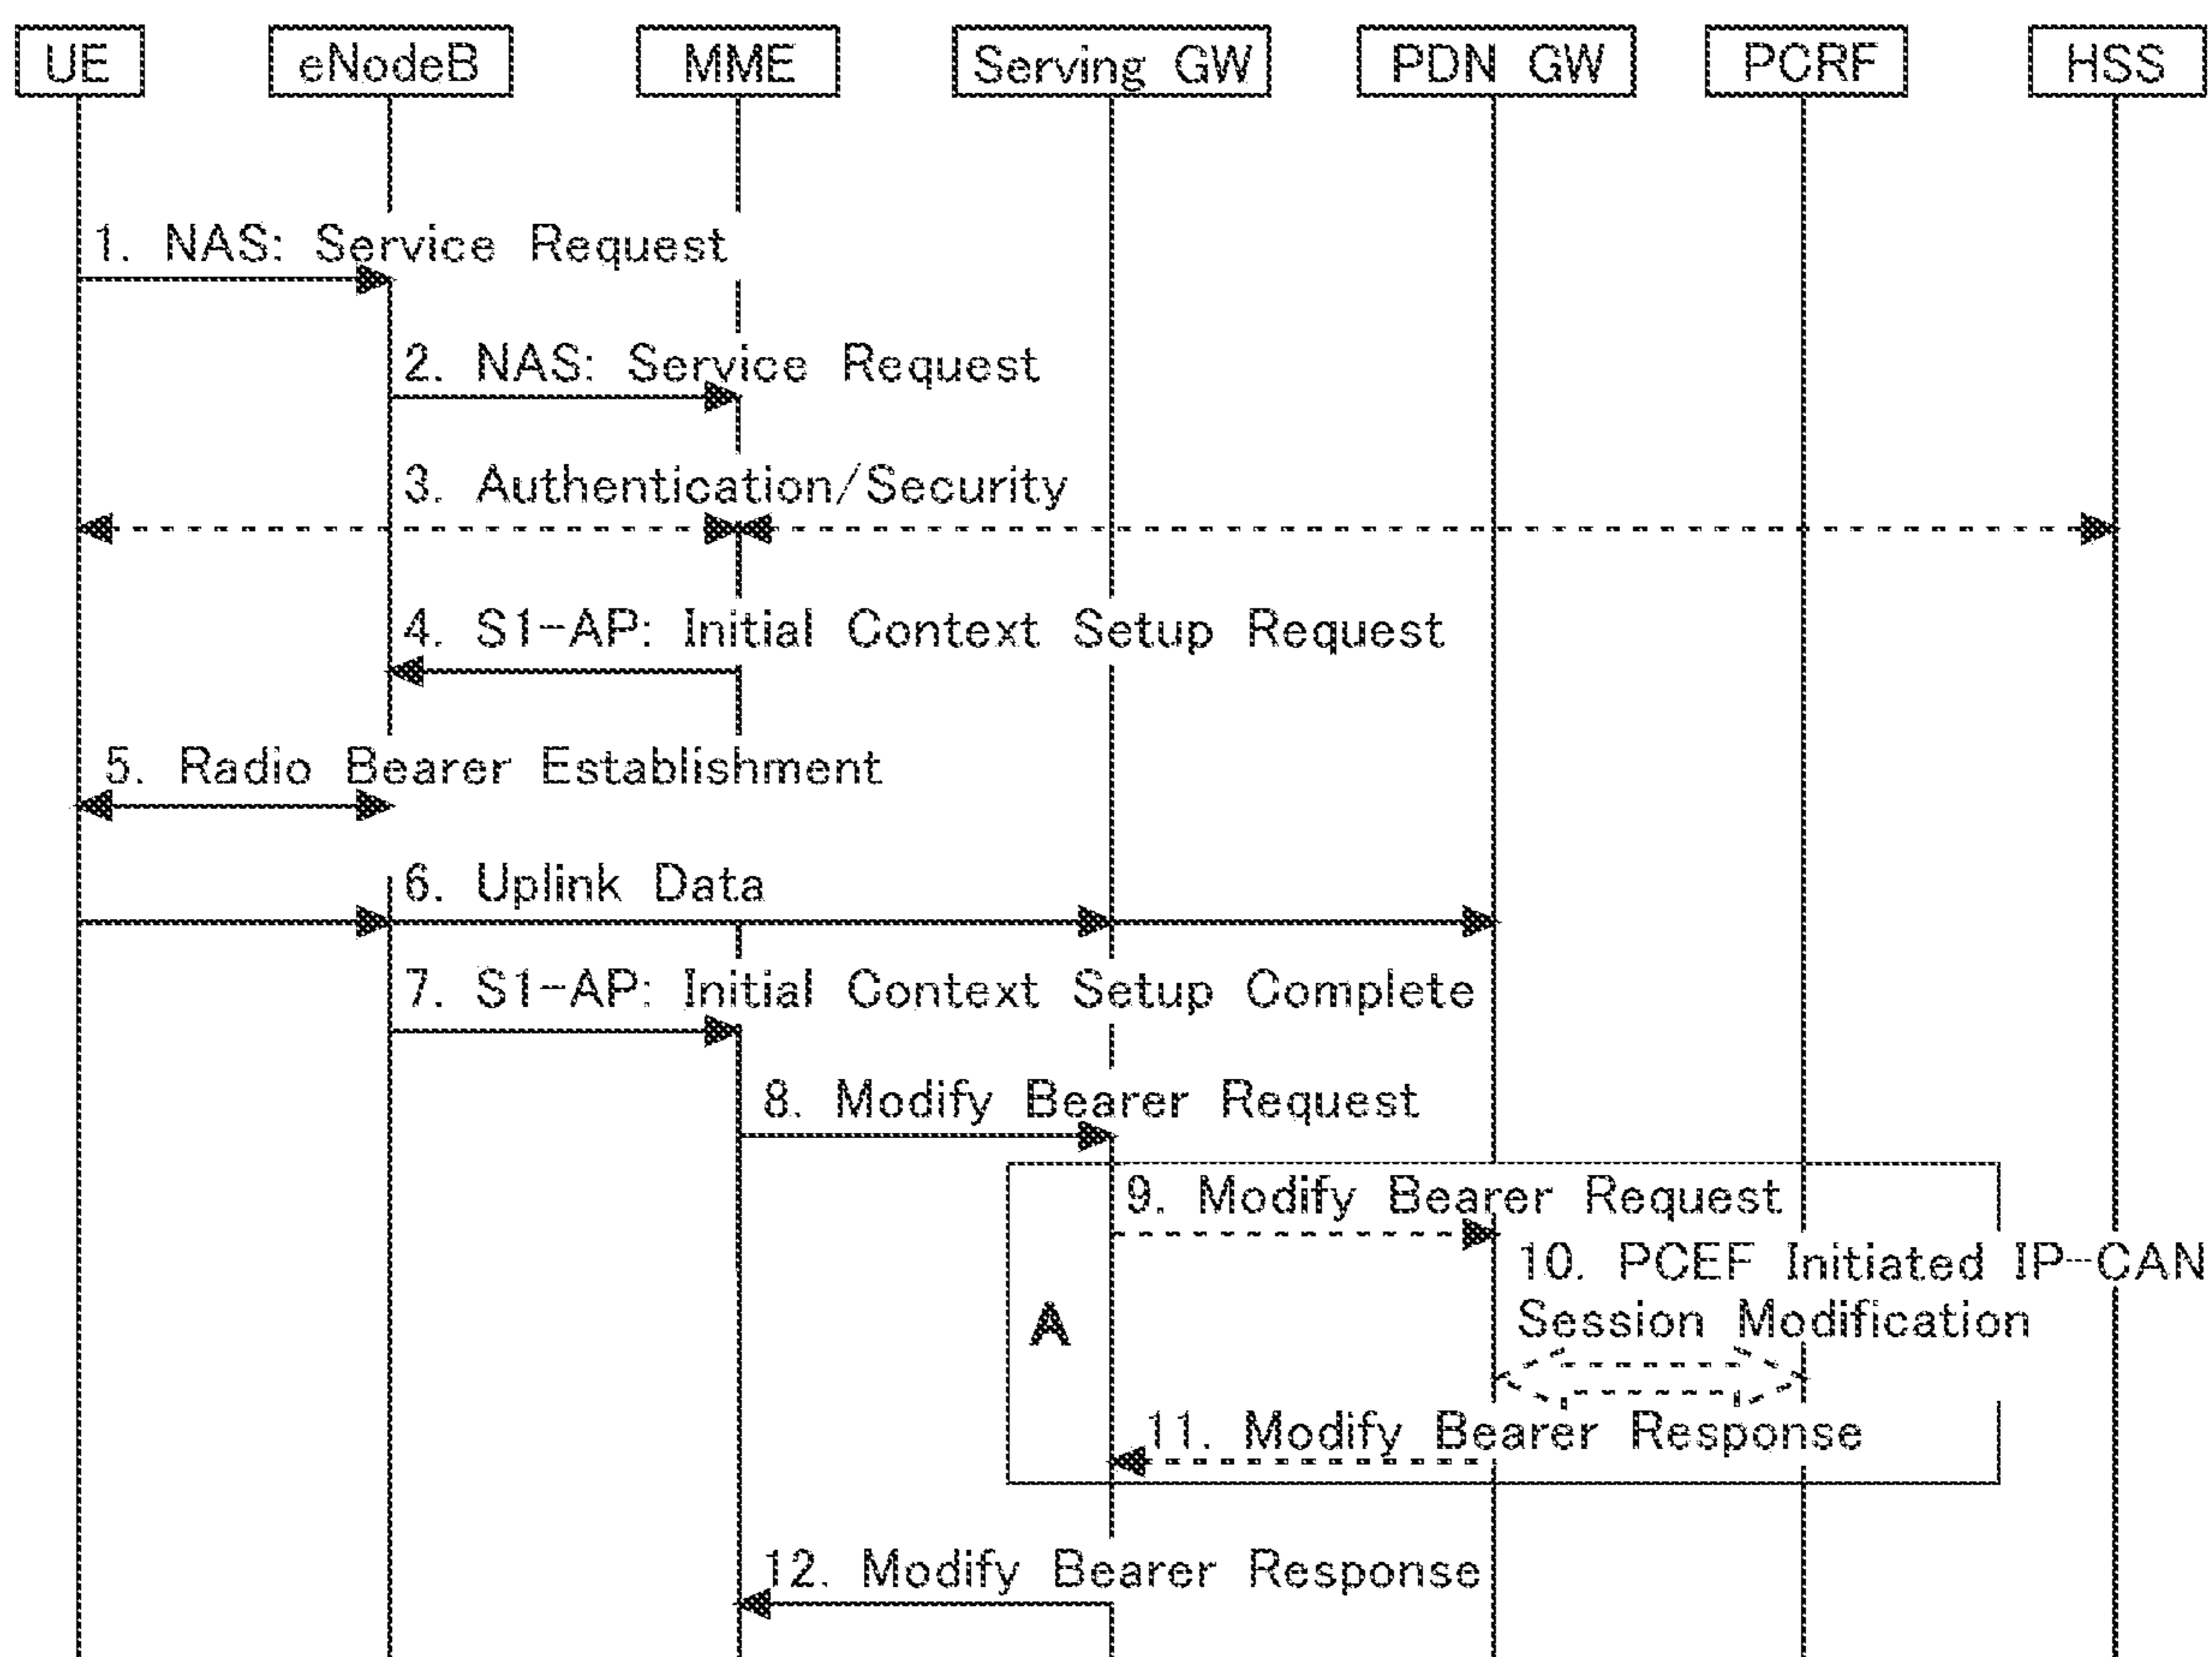 UE eNodeB MME Serving GW PDN GW PCRF HSS
1. NAS: Service Request
2. NAS: Service Request
3. Authentication/Security
4. S1-AP: Initial Context Setup Request
5. Radio Bearer Establishment
6. Uplink Data
7. S1-AP: Initial Context Setup Complete
8. Modify Bearer Request
9. Modify Bearer Request
10. PCEF Initiated IP-CAN
Session Modification
A
11. Modify Bearer Response
12. Modify Bearer Response